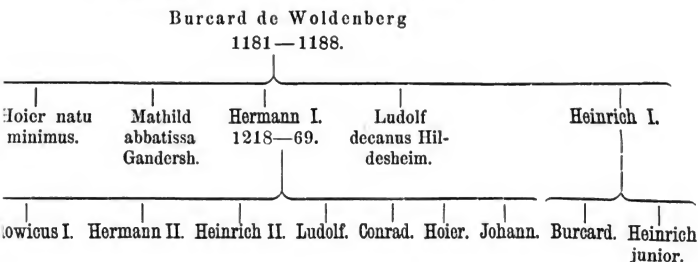 Burcard de Woldenberg
1181—1188.
Hoier natu Mathild Hermann I. Ludolf Heinrich I.
minimus. abbatissa 1218—69. decanus Hil-
Gandersh. desheim.
Hermann II. Heinrich II. Ludolf. Conrad. Hoier. Johann. Burcard. Heinrich
junior.